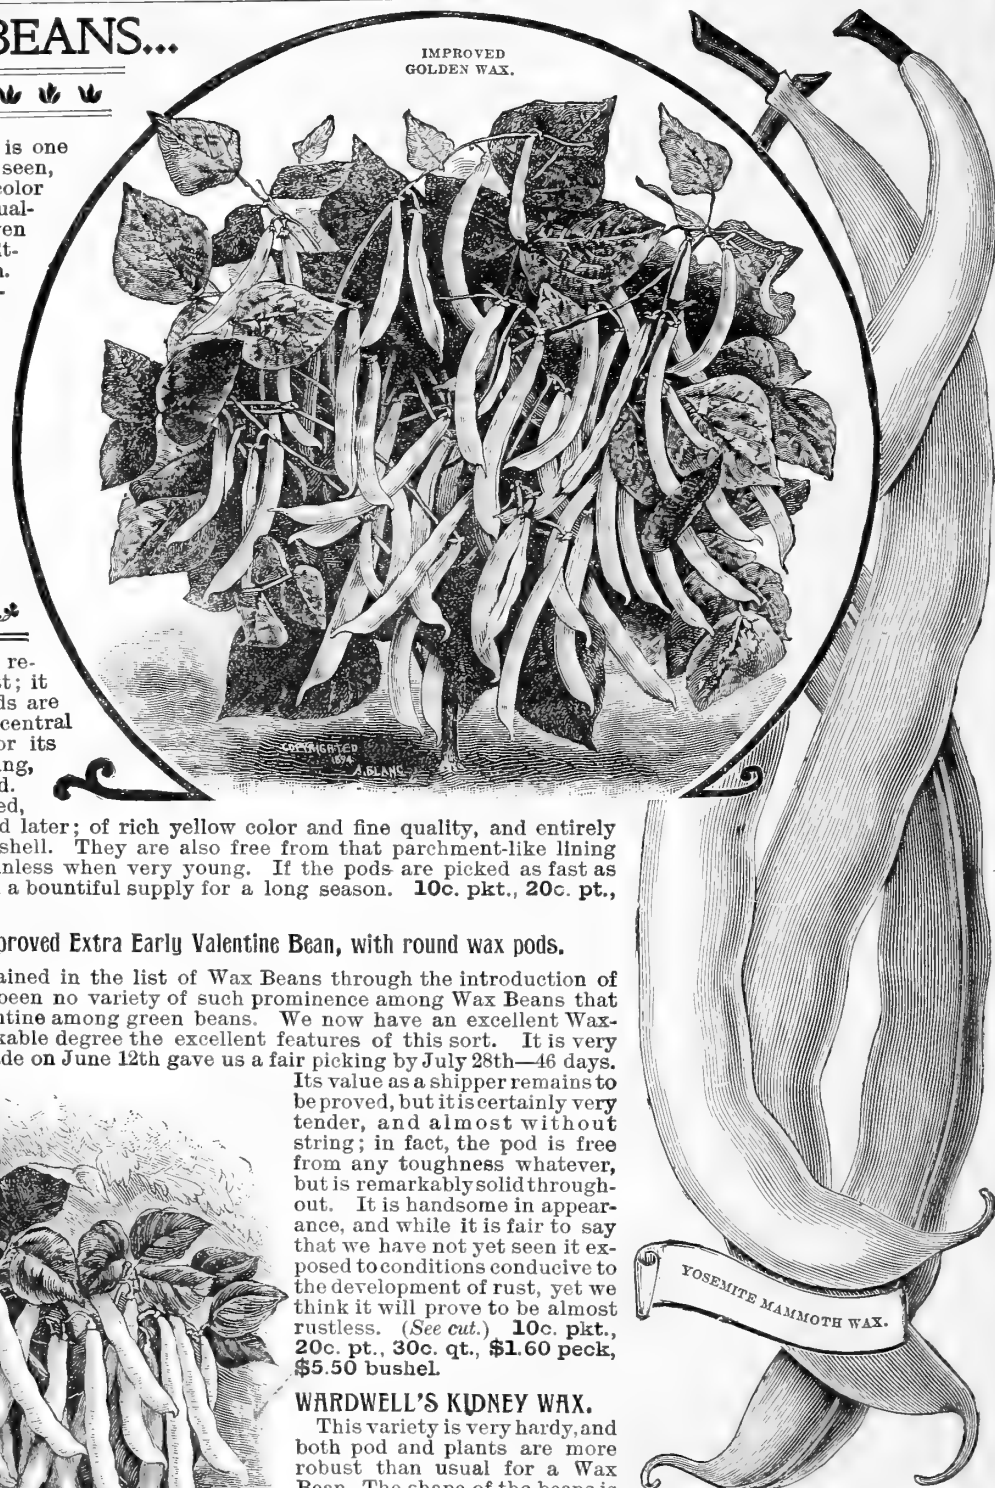 BEANS...
IMPROVED
GOLDEN WAX.
is one
seen,
color
ual-
en
lt-
re-
t; it
ds are
central
or its
ng,
d.
ed,
COPYRIGHTED
1894
A. BLANC
d later; of rich yellow color and fine quality, and entirely
shell. They are also free from that parchment-like lining
nless when very young. If the pods are picked as fast as
a bountiful supply for a long season. 10c. pkt., 20c. pt.,
proved Extra Early Valentine Bean, with round wax pods.
ained in the list of Wax Beans through the introduction of
been no variety of such prominence among Wax Beans that
ntine among green beans. We now have an excellent Wax-
kable degree the excellent features of this sort. It is very
de on June 12th gave us a fair picking by July 28th—46 days.
Its value as a shipper remains to
be proved, but it is certainly very
tender, and almost without
string; in fact, the pod is free
from any toughness whatever,
but is remarkably solid through-
out. It is handsome in appear-
ance, and while it is fair to say
that we have not yet seen it ex-
posed to conditions conducive to
the development of rust, yet we
think it will prove to be almost
rustless. (See cut.) 10c. pkt.,
20c. pt., 30c. qt., $1.60 peck,
$5.50 bushel.
WARDWELL'S KIDNEY WAX.
This variety is very hardy, and
both pod and plants are more
robust than usual for a Wax
Bean. The shape of the beans is
YOSEMITE MAMMOTH WAX.